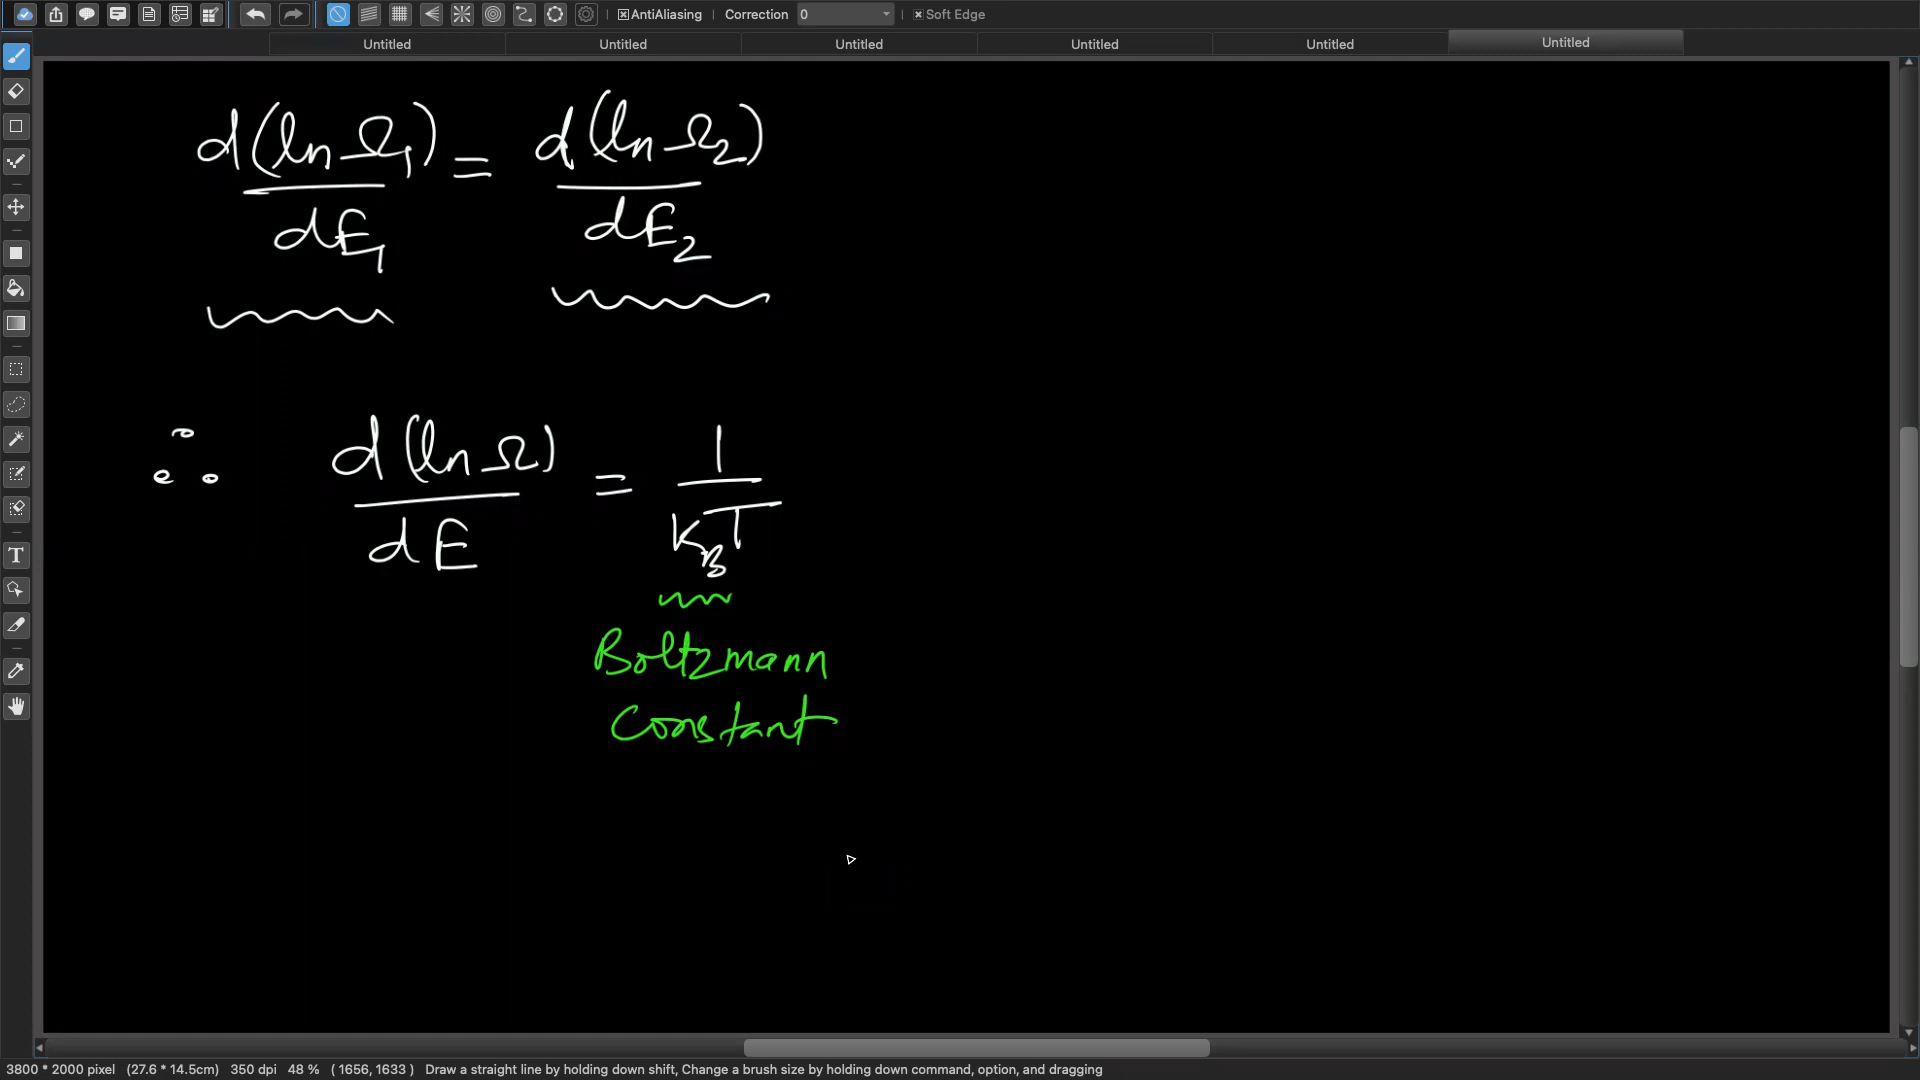 AntiAliasing Correction 0 Soft Edge
Untitled Untitled Untitled Untitled Untitled Untitled
d(ln Ω₁)/dE₁ = d(ln Ω₂)/dE₂
∴ d(ln Ω)/dE = 1/K_B T
Boltzmann
Constant
T
3800 * 2000 pixel (27.6 * 14.5cm) 350 dpi 48 % ( 1656, 1633 ) Draw a straight line by holding down shift, Change a brush size by holding down command, option, and dragging